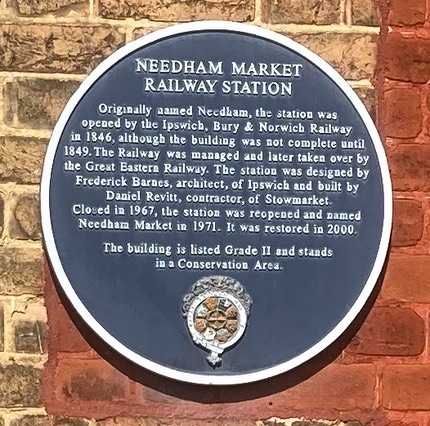 NEEDHAM MARKET
RAILWAY STATION
Originally named Needham, the station was
opened by the Ipswich, Bury & Norwich Railway
in 1846, although the building was not complete until
1849. The Railway was managed and later taken over by
the Great Eastern Railway. The station was designed by
Frederick Barnes, architect, of Ipswich and built by
Daniel Revitt, contractor, of Stowmarket.
Closed in 1967, the station was reopened and named
Needham Market in 1971. It was restored in 2000.
The building is listed Grade II and stands
in a Conservation Area.